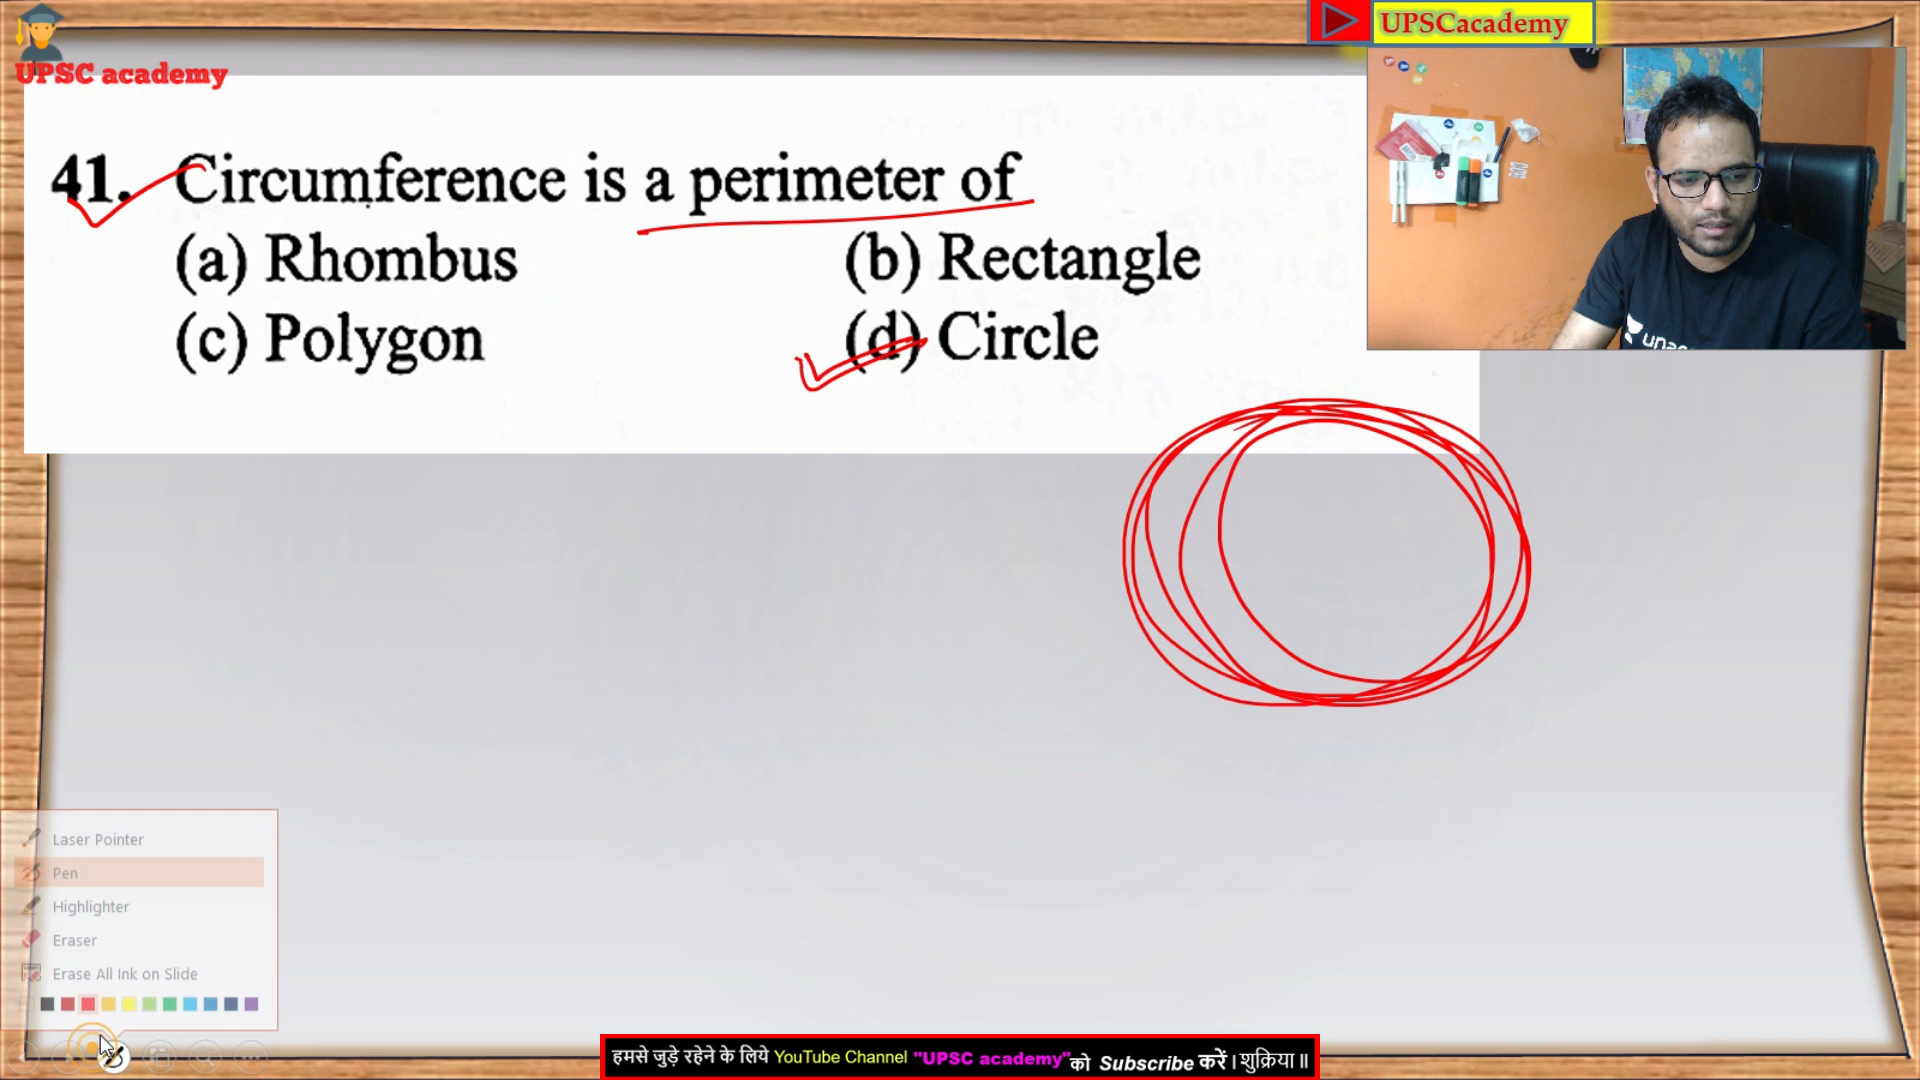 UPSCacademy
UPSC academy
41. Circumference is a perimeter of
(a) Rhombus (b) Rectangle
(c) Polygon (d) Circle
Laser Pointer
Pen
Highlighter
Eraser
Erase All Ink on Slide
हमसे जुड़े रहेने के लिये YouTube Channel "UPSC academy" को Subscribe करें । शुक्रिया ॥